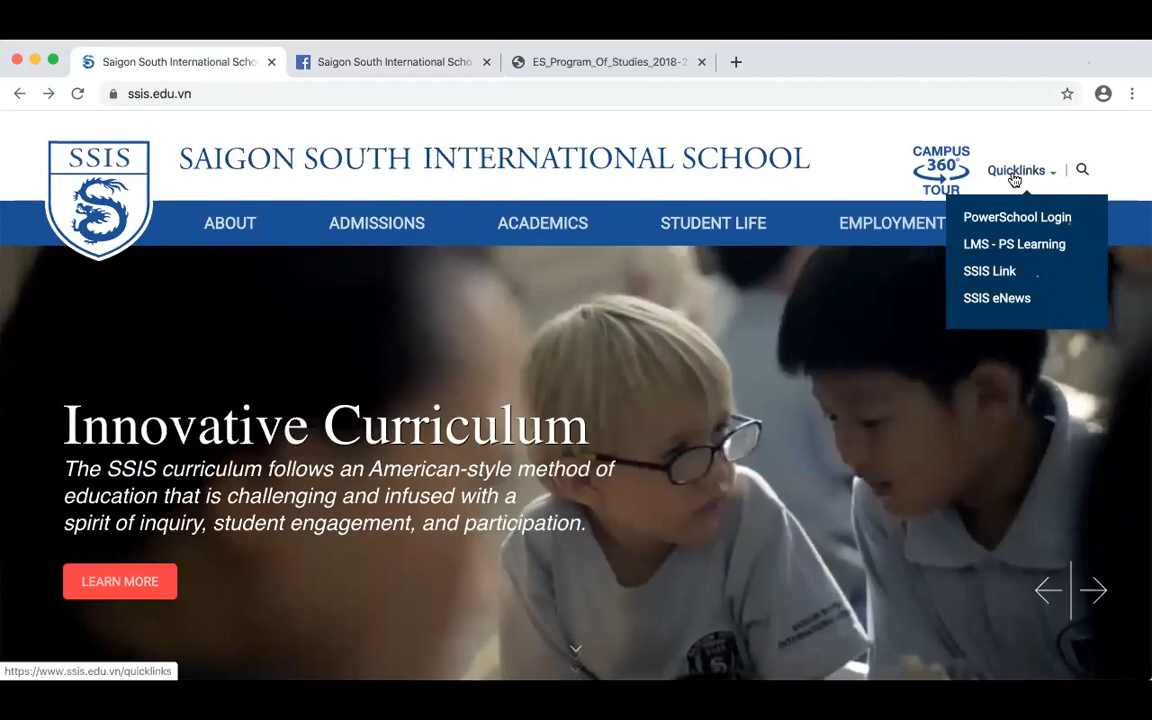 Saigon South International Scho
Saigon South International Scho
ES_Program_Of_Studies_2018-2
ssis.edu.vn
SSIS
SAIGON SOUTH INTERNATIONAL SCHOOL
CAMPUS
360°
TOUR
Quicklinks
ABOUT
ADMISSIONS
ACADEMICS
STUDENT LIFE
EMPLOYMENT
PowerSchool Login
LMS - PS Learning
SSIS Link
SSIS eNews
Innovative Curriculum
The SSIS curriculum follows an American-style method of
education that is challenging and infused with a
spirit of inquiry, student engagement, and participation.
LEARN MORE
https://www.ssis.edu.vn/quicklinks